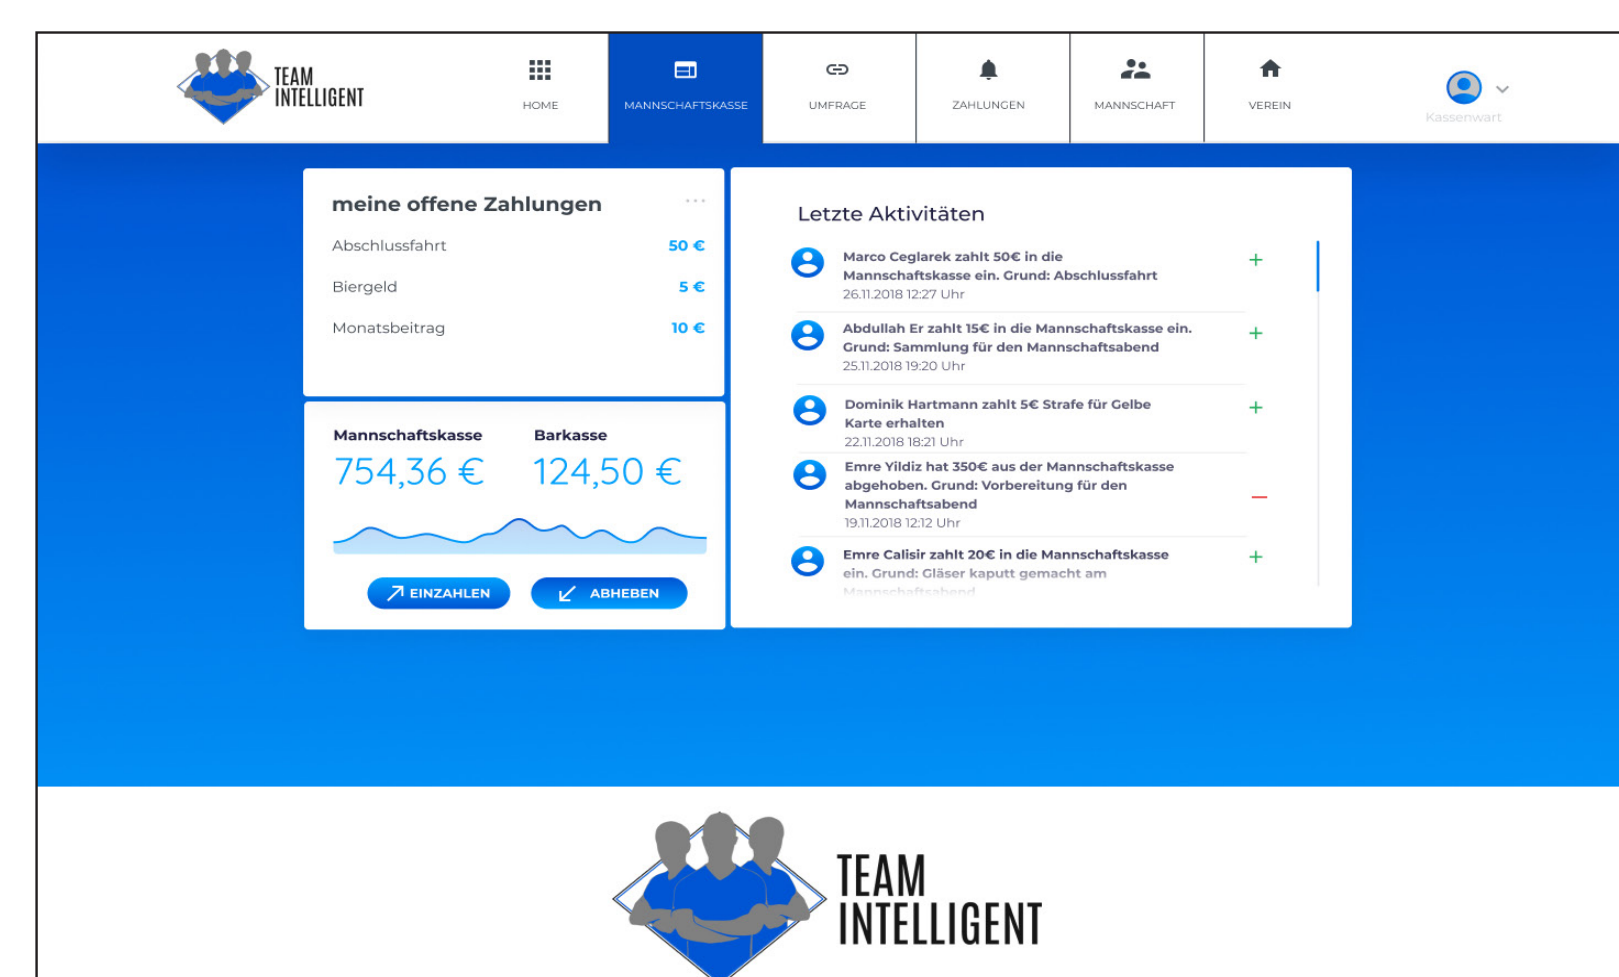 TEAM
INTELLIGENT
HOME
MANNSCHAFTSKASSE
UMFRAGE
ZAHLUNGEN
MANNSCHAFT
VEREIN
Kassenwart
meine offene Zahlungen
Abschlussfahrt 50 €
Biergeld 5 €
Monatsbeitrag 10 €
Mannschaftskasse Barkasse
754,36 € 124,50 €
EINZAHLEN ABHEBEN
Letzte Aktivitäten
Marco Ceglarek zahlt 50€ in die
Mannschaftskasse ein. Grund: Abschlussfahrt
26.11.2018 12:27 Uhr
Abdullah Er zahlt 15€ in die Mannschaftskasse ein.
Grund: Sammlung für den Mannschaftsabend
25.11.2018 19:20 Uhr
Dominik Hartmann zahlt 5€ Strafe für Gelbe
Karte erhalten
22.11.2018 18:21 Uhr
Emre Yildiz hat 350€ aus der Mannschaftskasse
abgehoben. Grund: Vorbereitung für den
Mannschaftsabend
19.11.2018 12:12 Uhr
Emre Calisir zahlt 20€ in die Mannschaftskasse
ein. Grund: Gläser kaputt gemacht am
Mannschaftsabend
TEAM
INTELLIGENT